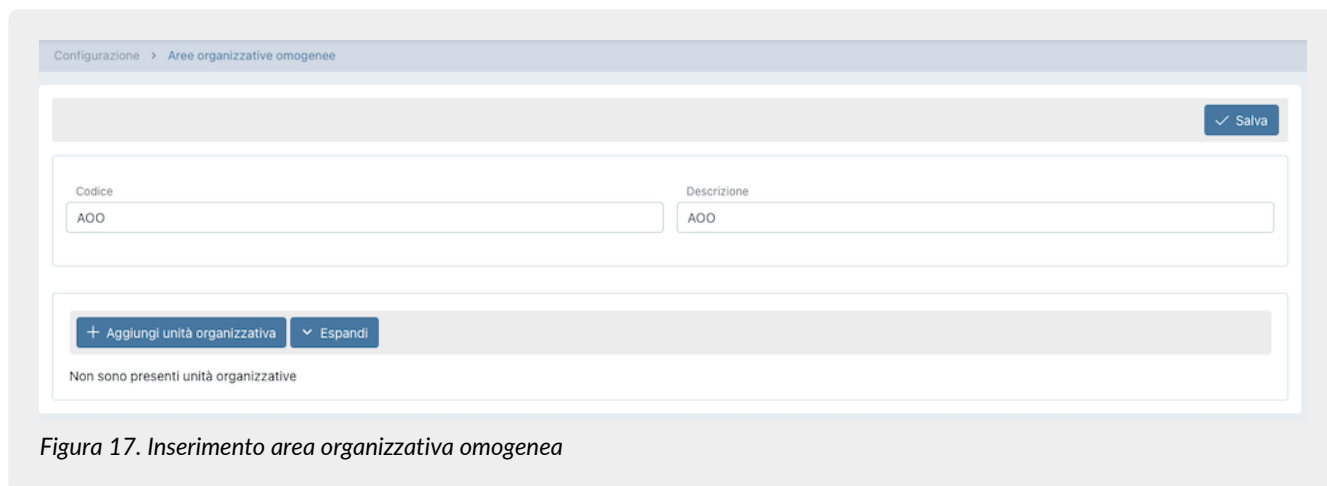 Configurazione > Aree organizzative omogenee
Salva
Codice Descrizione
AOO AOO
+ Aggiungi unità organizzativa Espandi
Non sono presenti unità organizzative
Figura 17. Inserimento area organizzativa omogenea